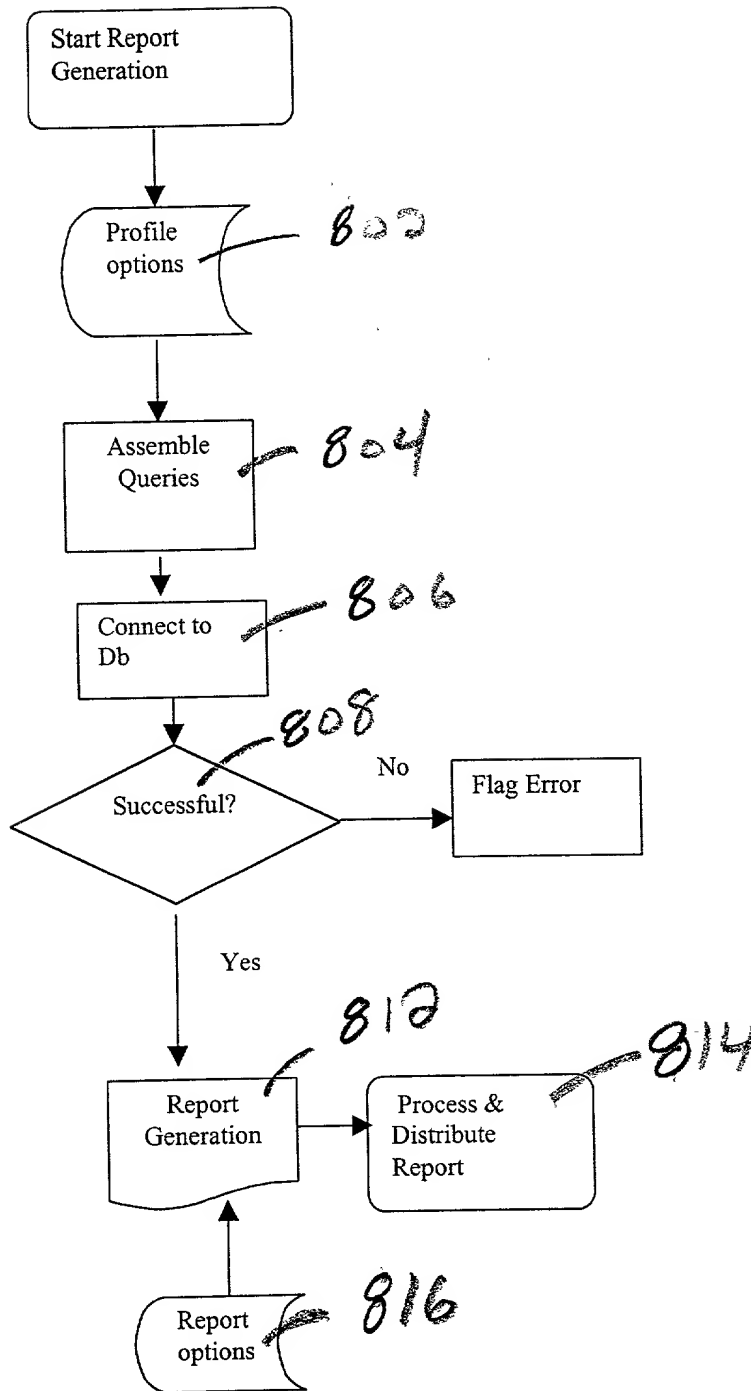 Start Report
Generation
Profile
options
802
Assemble
Queries
804
Connect to
Db
806
808
Successful?
No
Flag Error
Yes
812
814
Report
Generation
Process &
Distribute
Report
Report
options
816